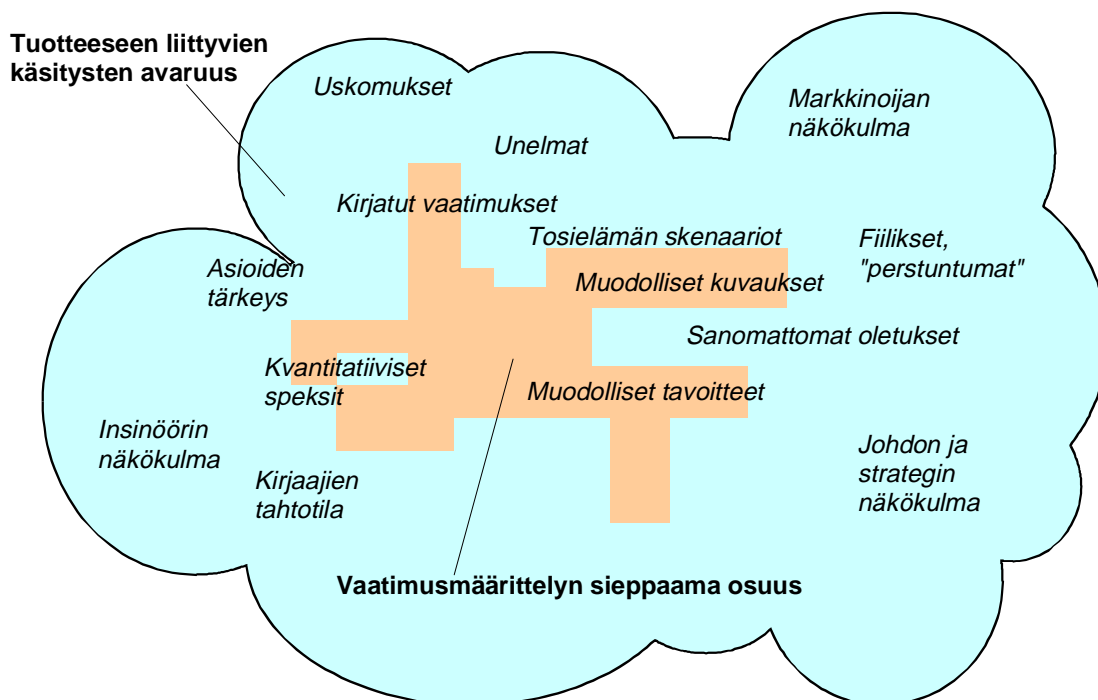 Tuotteeseen liittyvien
käsitysten avaruus
Uskomukset
Markkinoijan
näkökulma
Unelmat
Kirjatut vaatimukset
Tosielämän skenaariot
Fiilikset,
"perstuntumat"
Asioiden
tärkeys
Muodolliset kuvaukset
Sanomattomat oletukset
Kvantitatiiviset
speksit
Muodolliset tavoitteet
Insinöörin
näkökulma
Johdon ja
strategin
näkökulma
Kirjaajien
tahtotila
Vaatimusmäärittelyn sieppaama osuus